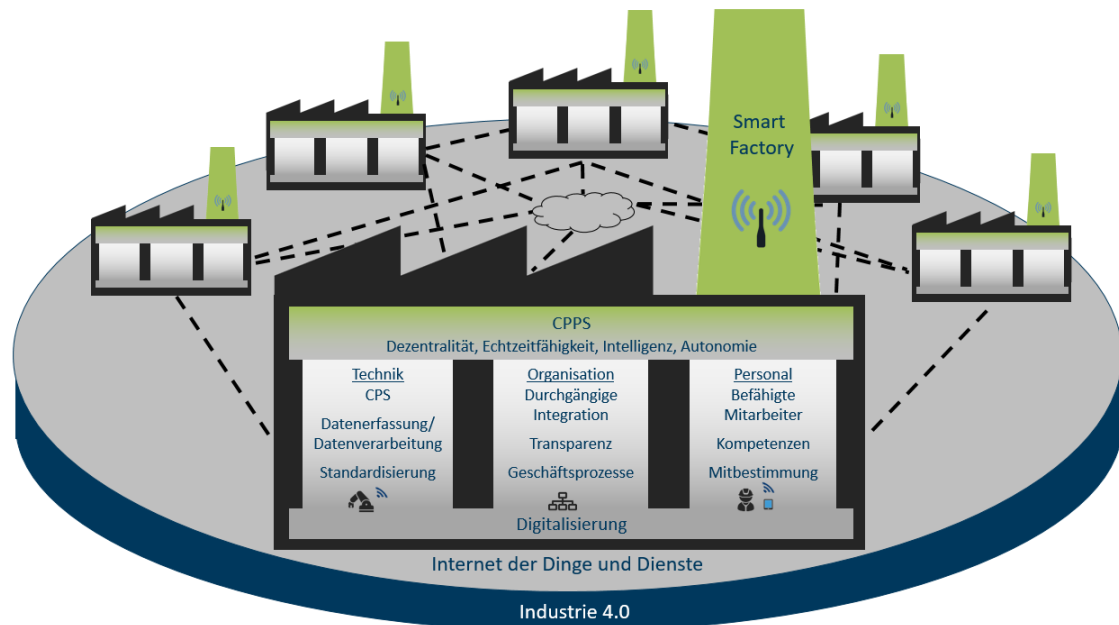 Smart
Factory
CPPS
Dezentralität, Echtzeitfähigkeit, Intelligenz, Autonomie
Technik
CPS
Datenerfassung/
Datenverarbeitung
Standardisierung
Organisation
Durchgängige
Integration
Transparenz
Geschäftsprozesse
Personal
Befähigte
Mitarbeiter
Kompetenzen
Mitbestimmung
Digitalisierung
Internet der Dinge und Dienste
Industrie 4.0